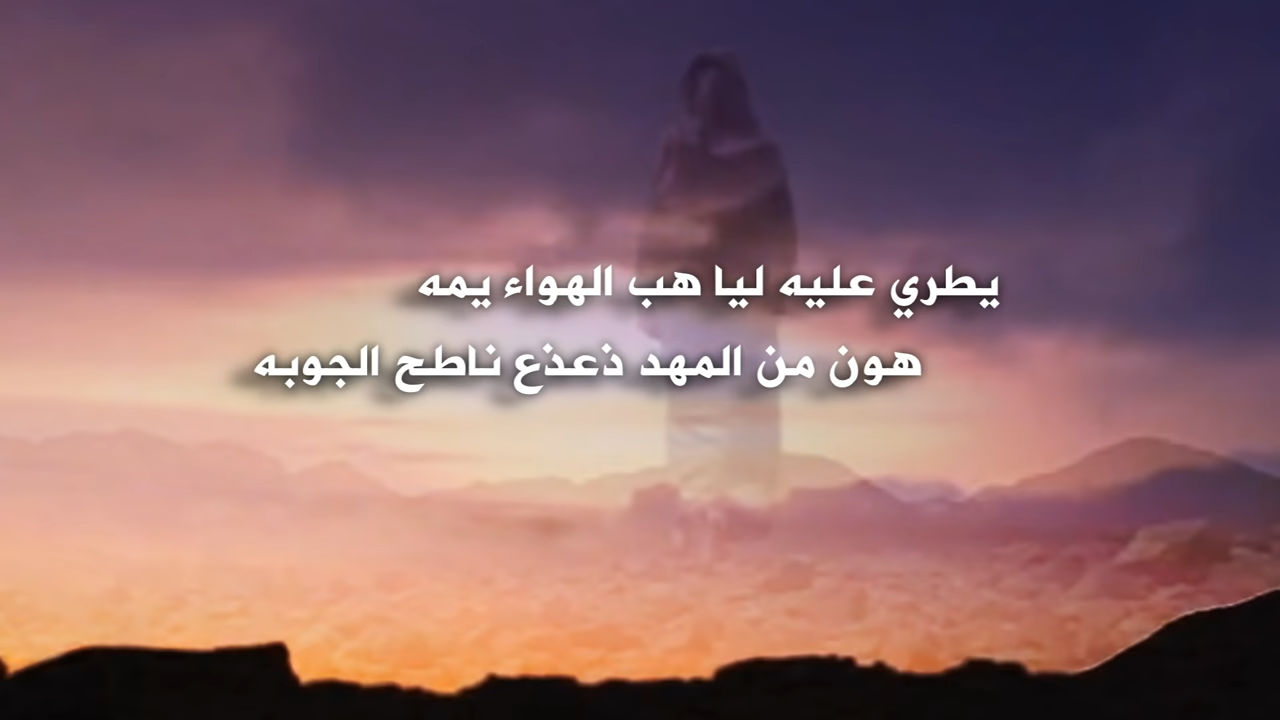 يطري عليه ليا هب الهواء يمه
هون من المهد ذعذع ناطح الجوبه